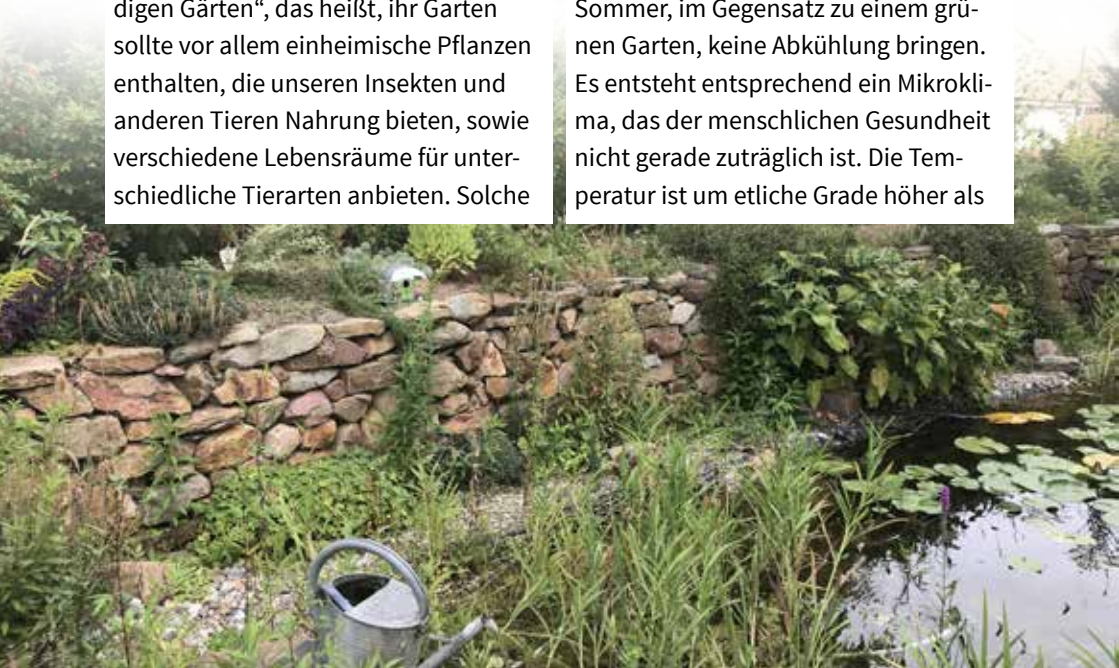 digen Gärten“, das heißt, ihr Garten
sollte vor allem einheimische Pflanzen
enthalten, die unseren Insekten und
anderen Tieren Nahrung bieten, sowie
verschiedene Lebensräume für unter-
schiedliche Tierarten anbieten. Solche
Sommer, im Gegensatz zu einem grü-
nen Garten, keine Abkühlung bringen.
Es entsteht entsprechend ein Mikrokli-
ma, das der menschlichen Gesundheit
nicht gerade zuträglich ist. Die Tem-
peratur ist um etliche Grade höher als